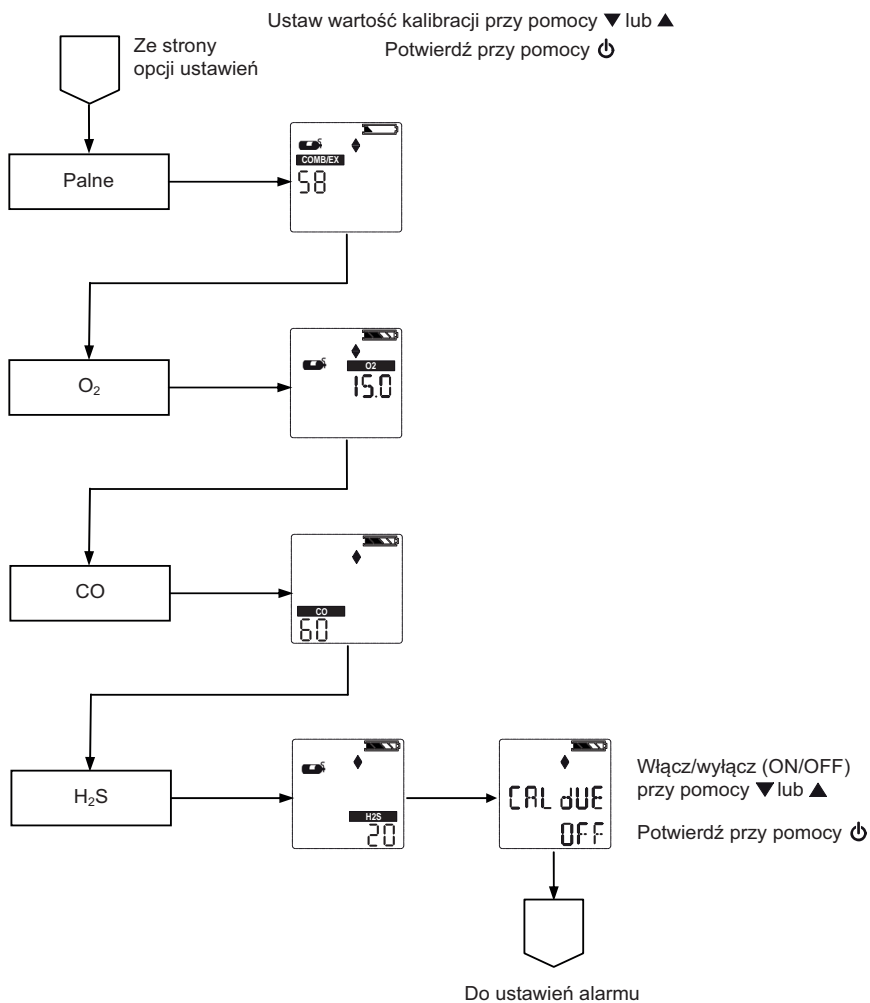 Ustaw wartość kalibracji przy pomocy ▼ lub ▲
Potwierdź przy pomocy ⏻
Ze strony
opcji ustawień
Palne
COMB/EX
58
O₂
O2
15.0
CO
CO
60
H₂S
H2S
20
CAL dUE
OFF
Włącz/wyłącz (ON/OFF)
przy pomocy ▼ lub ▲
Potwierdź przy pomocy ⏻
Do ustawień alarmu